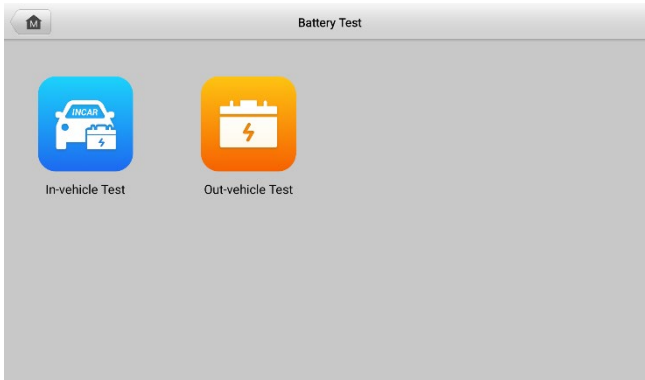 M
Battery Test
INCAR
In-vehicle Test
Out-vehicle Test